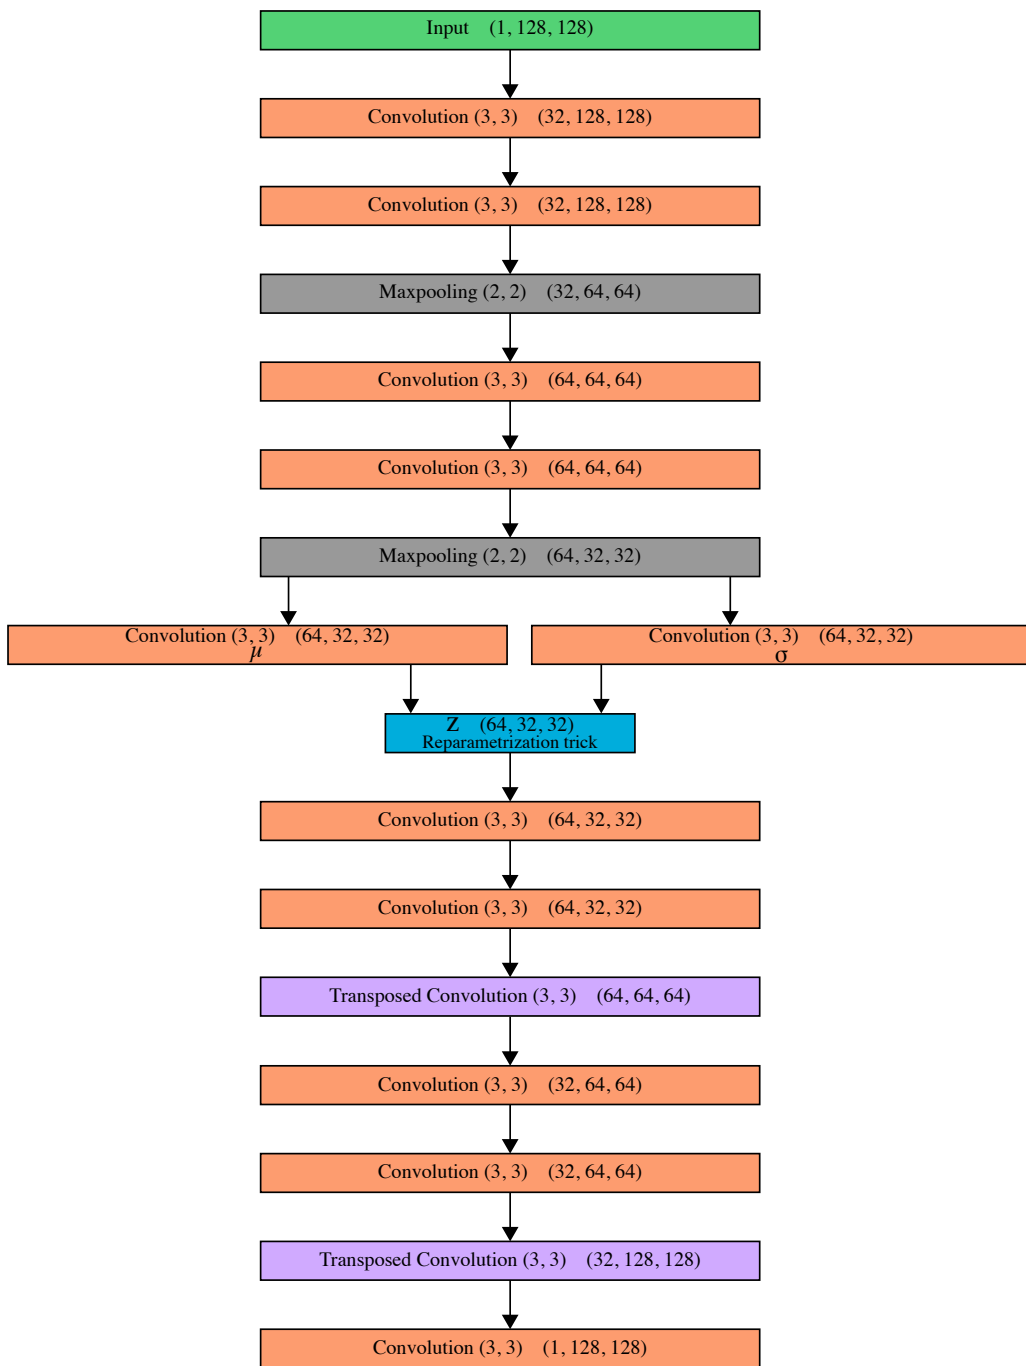 Input (1, 128, 128)
Convolution (3, 3) (32, 128, 128)
Convolution (3, 3) (32, 128, 128)
Maxpooling (2, 2) (32, 64, 64)
Convolution (3, 3) (64, 64, 64)
Convolution (3, 3) (64, 64, 64)
Maxpooling (2, 2) (64, 32, 32)
Convolution (3, 3) (64, 32, 32)
μ
Convolution (3, 3) (64, 32, 32)
σ
Z (64, 32, 32)
Reparametrization trick
Convolution (3, 3) (64, 32, 32)
Convolution (3, 3) (64, 32, 32)
Transposed Convolution (3, 3) (64, 64, 64)
Convolution (3, 3) (32, 64, 64)
Convolution (3, 3) (32, 64, 64)
Transposed Convolution (3, 3) (32, 128, 128)
Convolution (3, 3) (1, 128, 128)